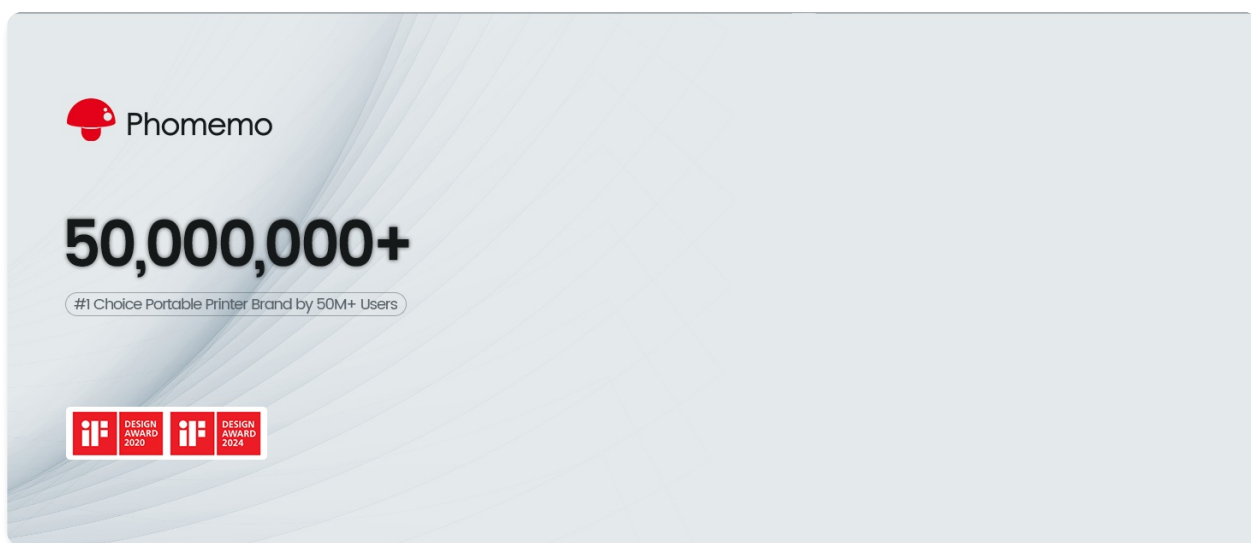 Phomemo
50,000,000+
#1 Choice Portable Printer Brand by 50M+ Users
iF
DESIGN
AWARD
2020
iF
DESIGN
AWARD
2024